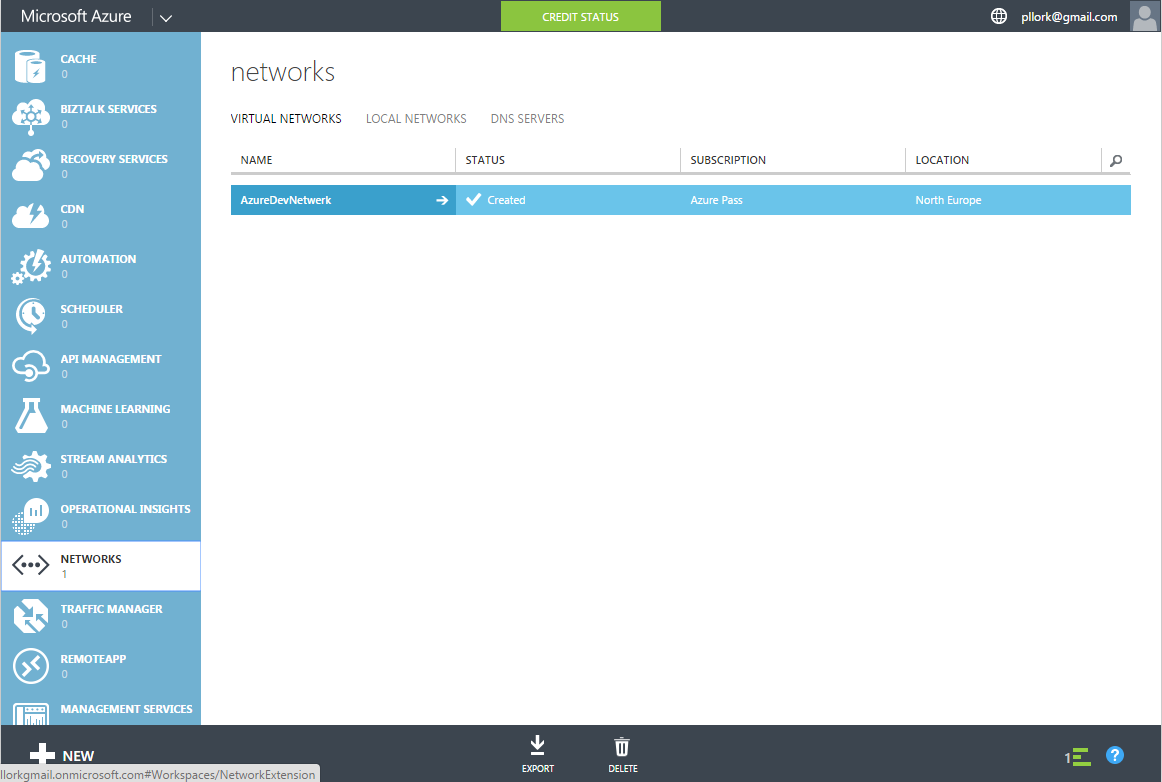 Microsoft Azure
CREDIT STATUS
pllork@gmail.com
CACHE
0
BIZTALK SERVICES
0
RECOVERY SERVICES
0
CDN
0
AUTOMATION
0
SCHEDULER
0
API MANAGEMENT
0
MACHINE LEARNING
0
STREAM ANALYTICS
0
OPERATIONAL INSIGHTS
0
NETWORKS
1
TRAFFIC MANAGER
0
REMOTEAPP
0
MANAGEMENT SERVICES
networks
VIRTUAL NETWORKS LOCAL NETWORKS DNS SERVERS
NAME STATUS SUBSCRIPTION LOCATION
AzureDevNetwerk Created Azure Pass North Europe
NEW
EXPORT
DELETE
1
?
llorkgmail.onmicrosoft.com#Workspaces/NetworkExtension